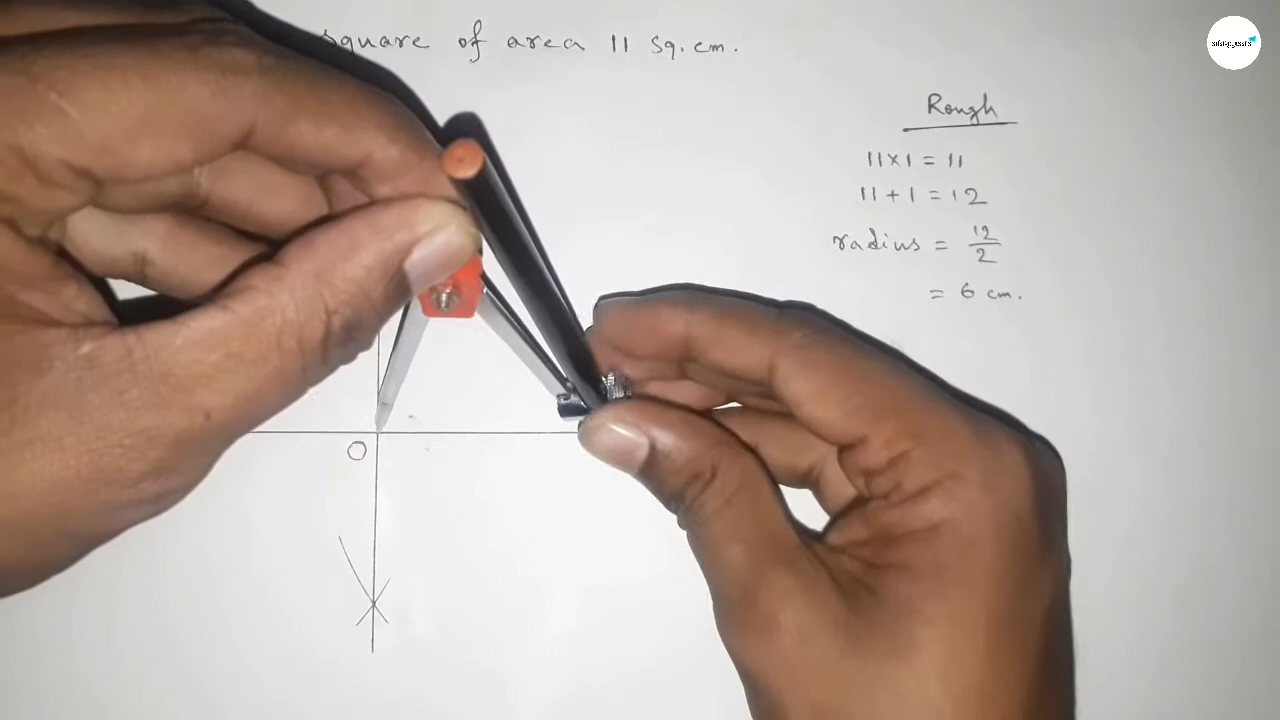 square of area 11 sq. cm.
Rough
11 × 1 = 11
11 + 1 = 12
radius = 12/2
= 6 cm.
O